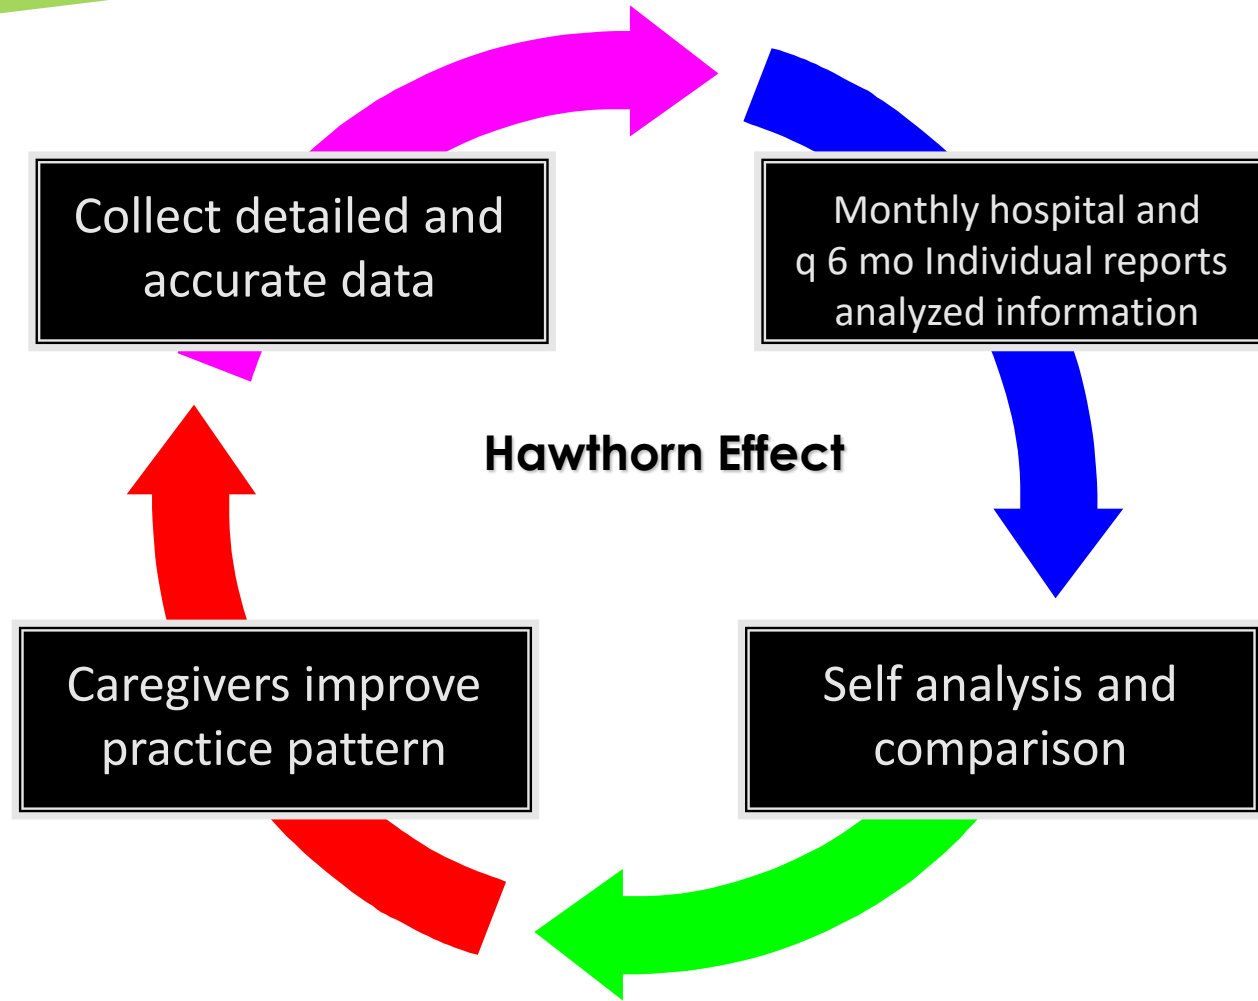 Collect detailed and
accurate data
Monthly hospital and
q 6 mo Individual reports
analyzed information
Hawthorn Effect
Caregivers improve
practice pattern
Self analysis and
comparison